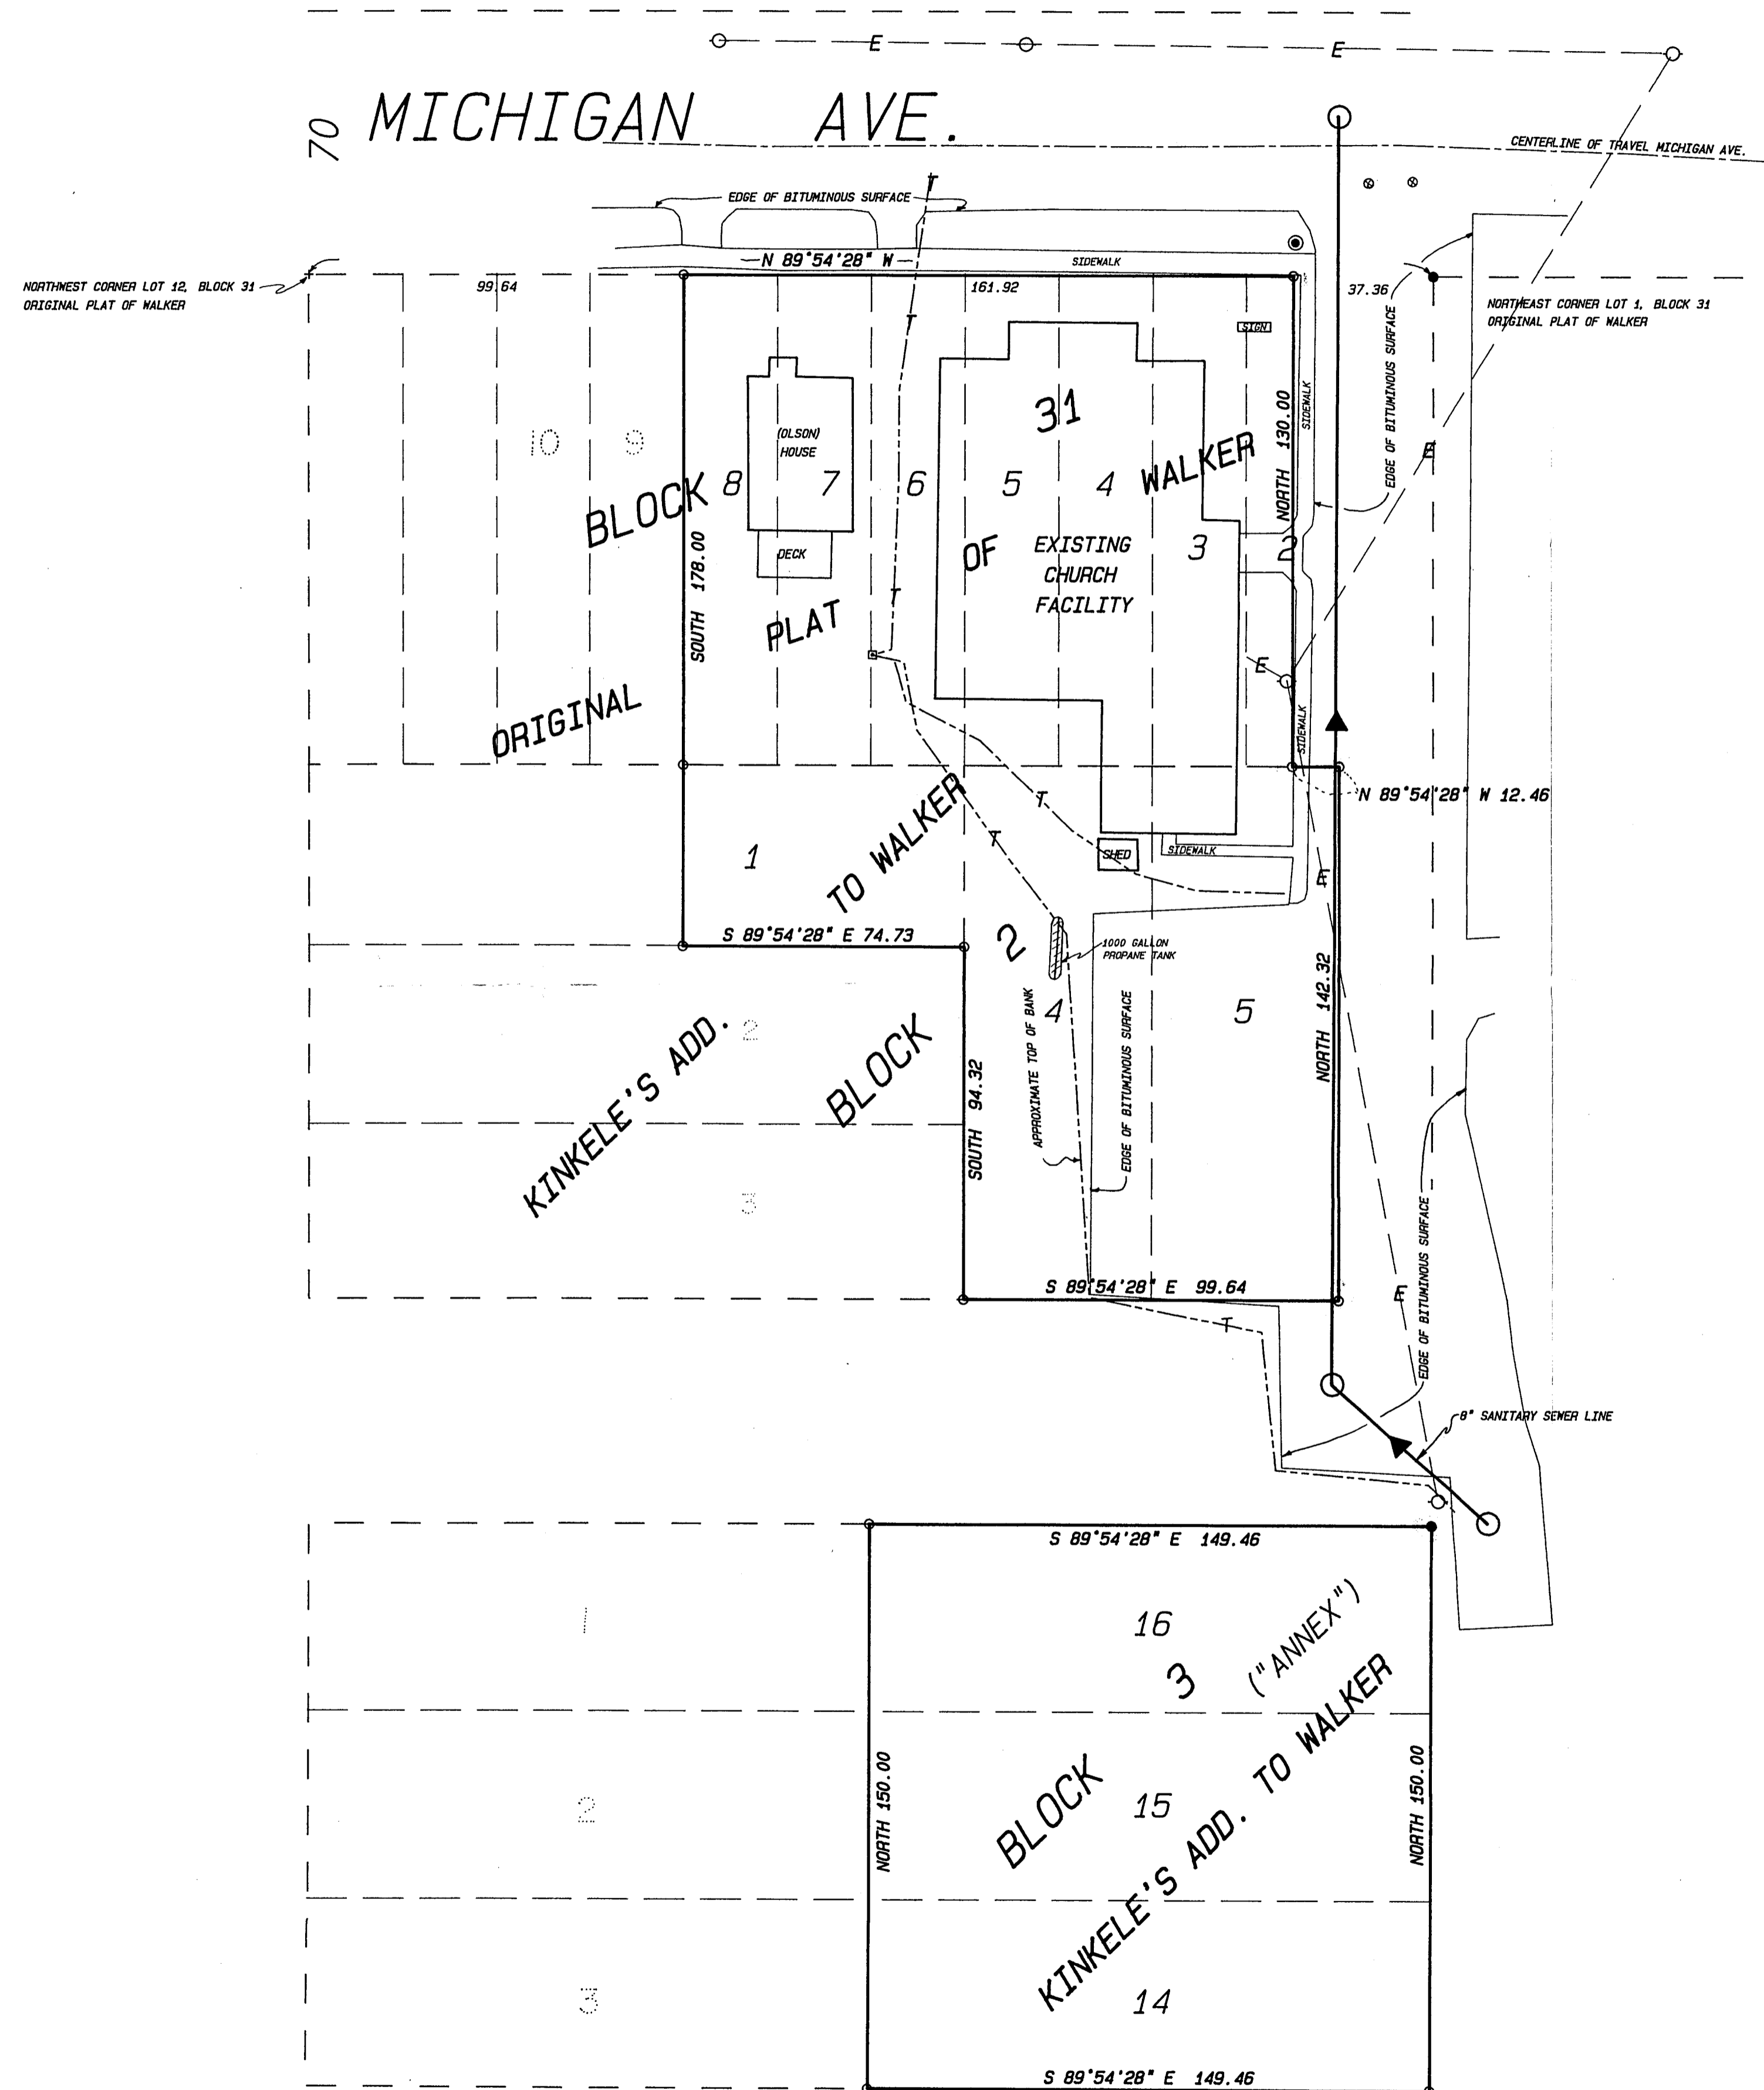 E
E
70
MICHIGAN AVE.
CENTERLINE OF TRAVEL MICHIGAN AVE.
T
EDGE OF BITUMINOUS SURFACE
N 89°54'28" W
SIDEWALK
NORTHWEST CORNER LOT 12, BLOCK 31
ORIGINAL PLAT OF WALKER
99.64
161.92
37.36
NORTHEAST CORNER LOT 1, BLOCK 31
ORIGINAL PLAT OF WALKER
T
SIGN
EDGE OF BITUMINOUS SURFACE
SIDEWALK
NORTH 130.00
31
(OLSON)
HOUSE
10
9
8
7
6
5
4
WALKER
E
BLOCK
OF
EXISTING
CHURCH
FACILITY
3
2
DECK
SOUTH 178.00
T
PLAT
E
ORIGINAL
SIDEWALK
N 89°54'28" W 12.46
T
T
TO WALKER
1
SHED
SIDEWALK
E
S 89°54'28" E 74.73
2
1000 GALLON
PROPANE TANK
NORTH 142.32
4
5
APPROXIMATE TOP OF BANK
EDGE OF BITUMINOUS SURFACE
2
KINKELE'S ADD.
BLOCK
SOUTH 94.32
3
S 89°54'28" E 99.64
E
EDGE OF BITUMINOUS SURFACE
T
8" SANITARY SEWER LINE
S 89°54'28" E 149.46
1
16
3
("ANNEX")
NORTH 150.00
NORTH 150.00
2
BLOCK
15
KINKELE'S ADD. TO WALKER
3
14
S 89°54'28" E 149.46